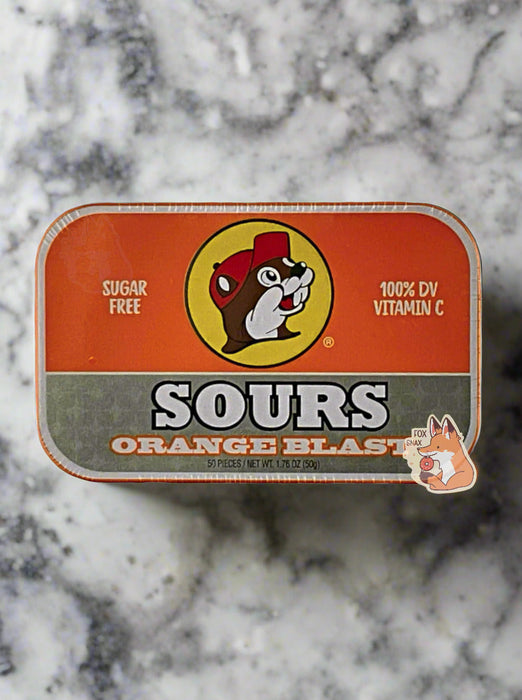 SUGAR
FREE
100% DV
VITAMIN C
®
SOURS
ORANGE BLAST
50 PIECES / NET WT. 1.76 OZ (50g)
FOX
SNAX